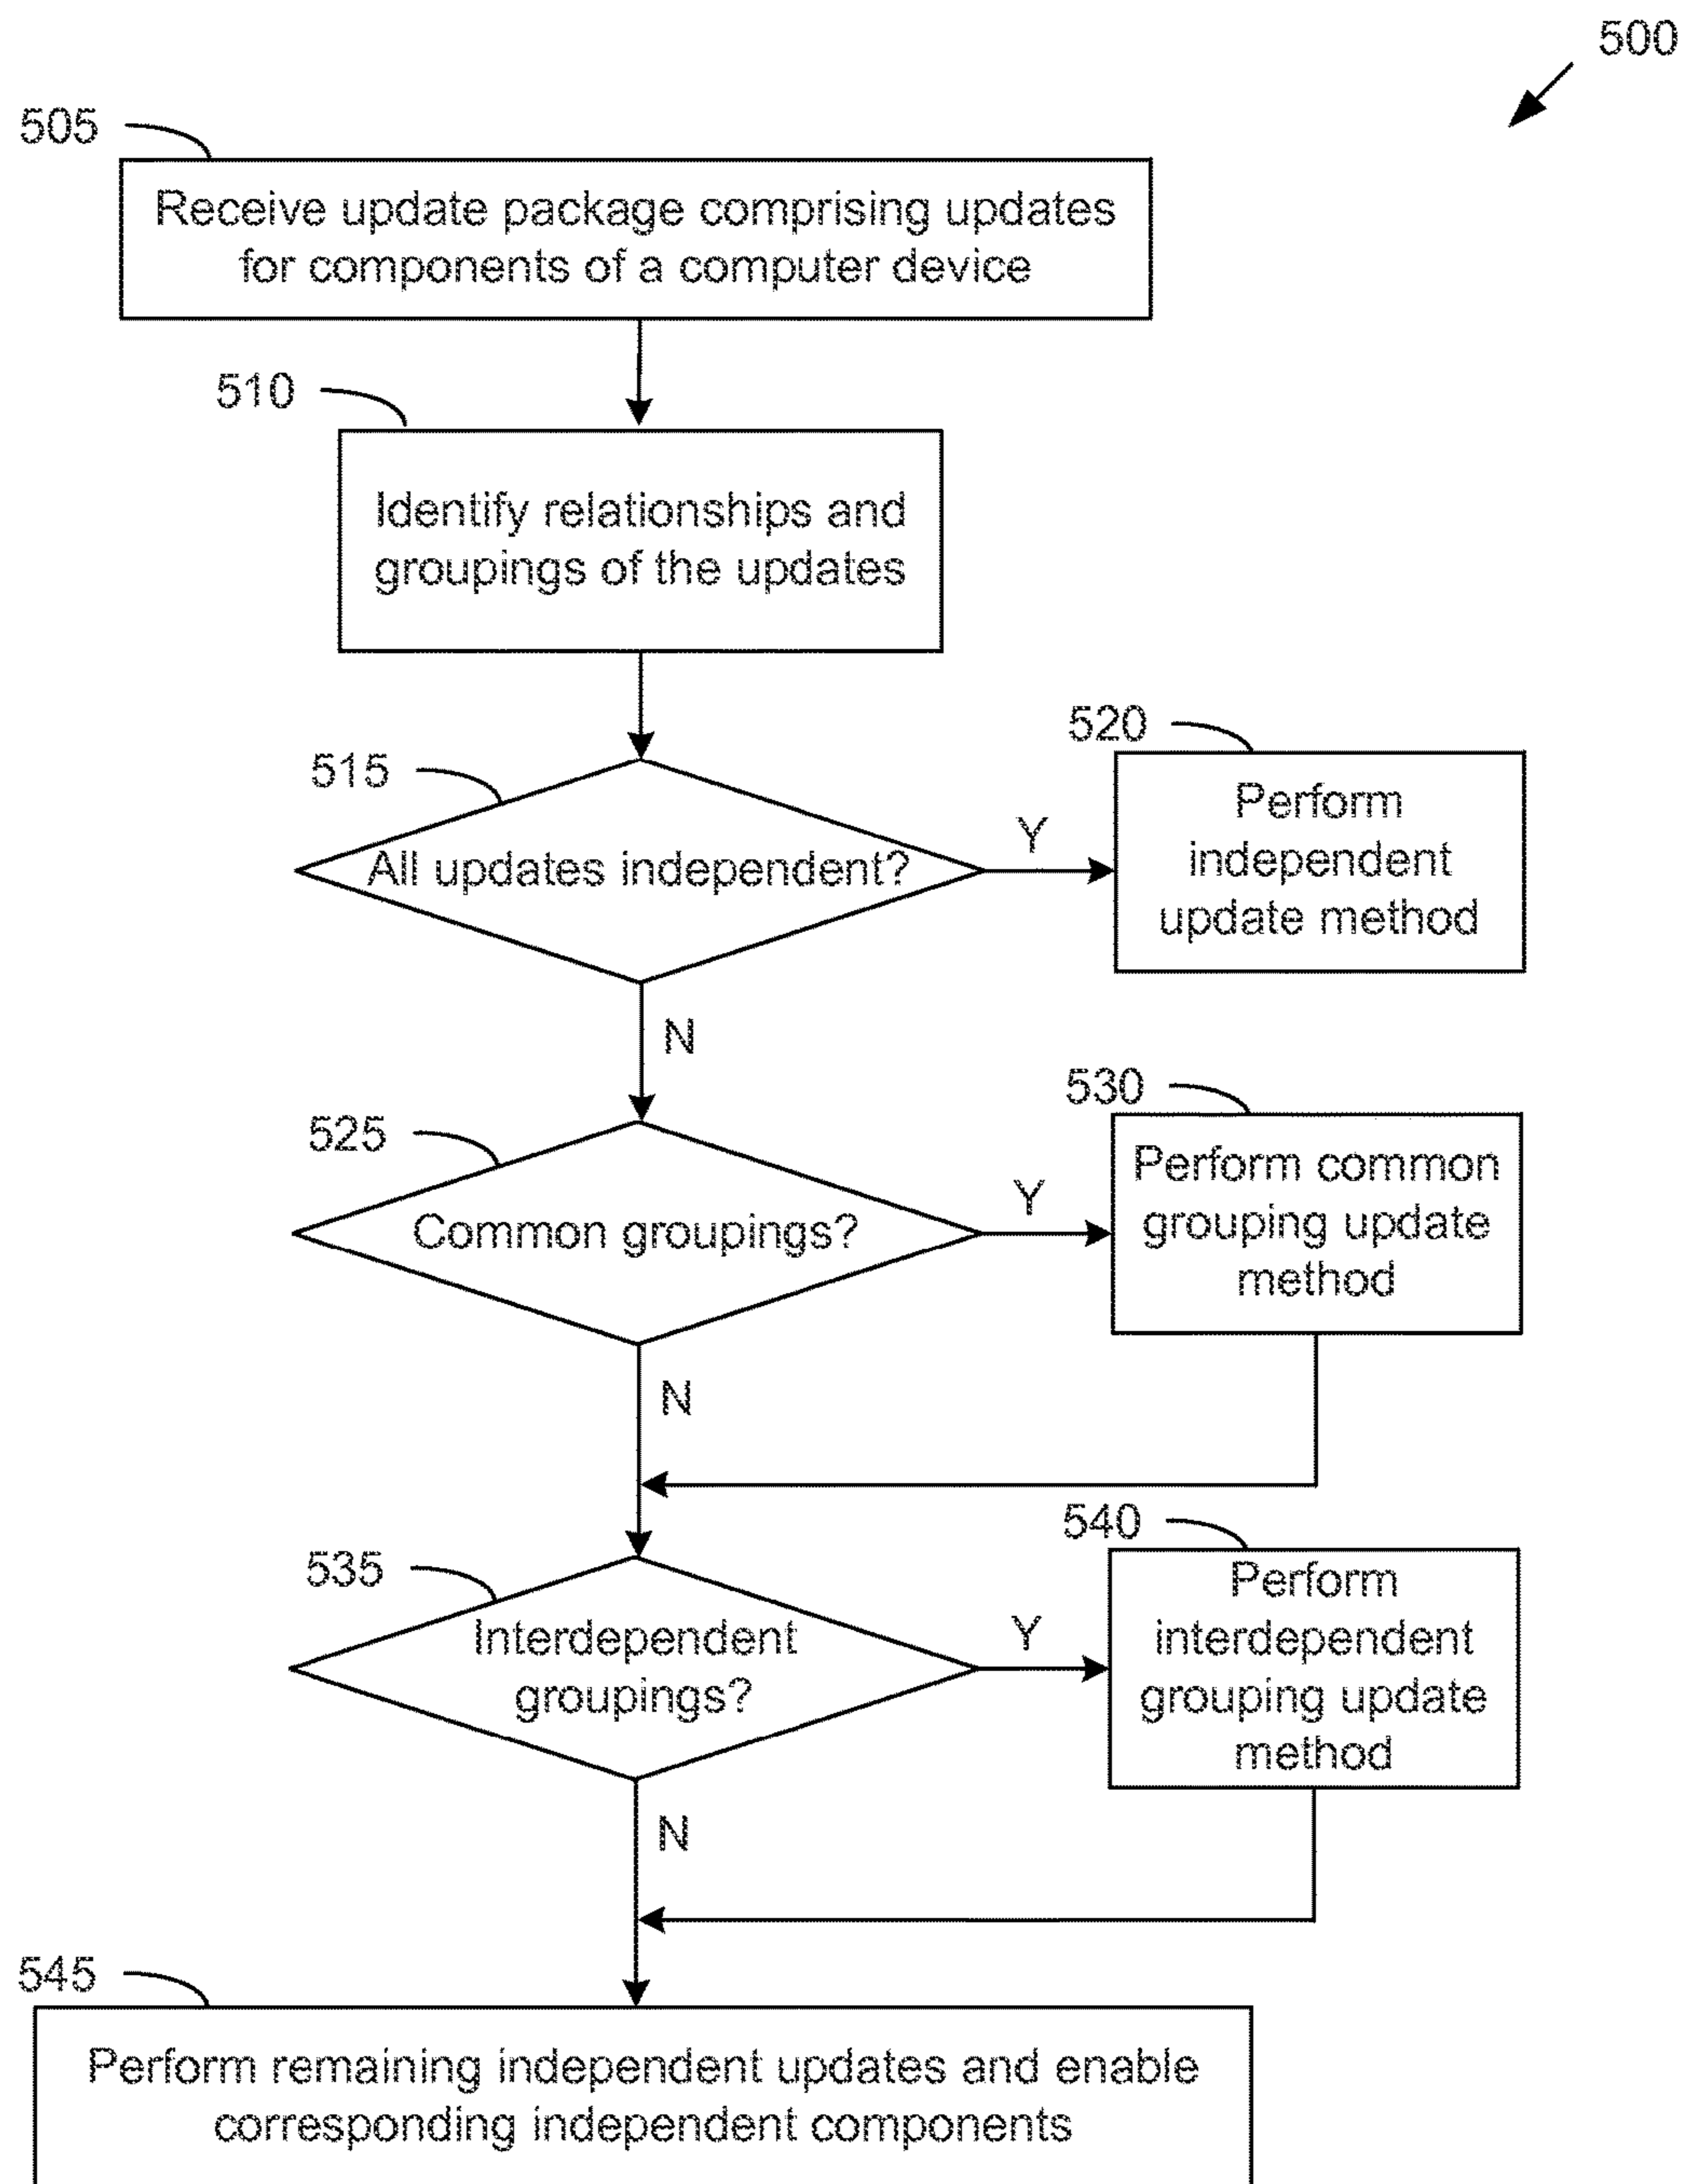 500
505
Receive update package comprising updates
for components of a computer device
510
Identify relationships and
groupings of the updates
515
All updates independent?
Y
520
Perform
independent
update method
N
525
Common groupings?
Y
530
Perform common
grouping update
method
N
535
Interdependent
groupings?
Y
540
Perform
interdependent
grouping update
method
N
545
Perform remaining independent updates and enable
corresponding independent components